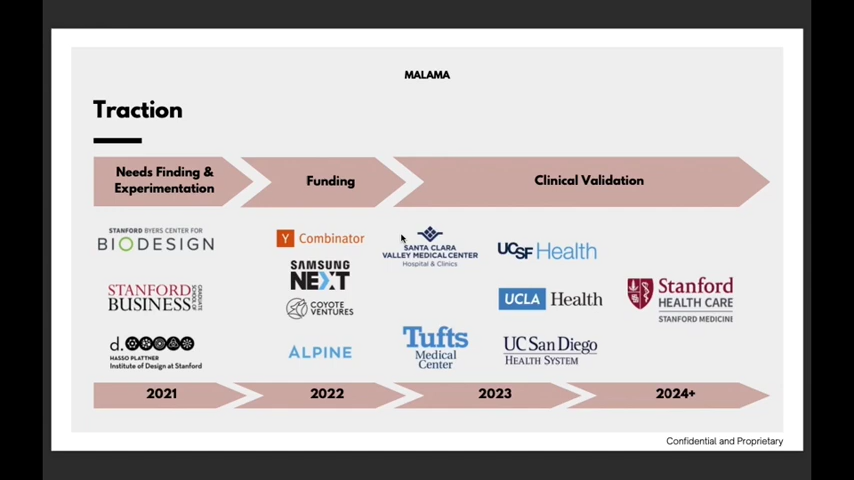 MALAMA
Traction
Needs Finding &
Experimentation
Funding
Clinical Validation
STANFORD BYERS CENTER FOR
BIODESIGN
STANFORD
BUSINESS
GRADUATE
SCHOOL OF
d.
HASSO PLATTNER
Institute of Design at Stanford
Y Combinator
SAMSUNG
NEXT
COYOTE
VENTURES
ALPINE
SANTA CLARA
VALLEY MEDICAL CENTER
Hospital & Clinics
Tufts
Medical
Center
UCSF Health
UCLA Health
UC San Diego
HEALTH SYSTEM
Stanford
HEALTH CARE
STANFORD MEDICINE
2021
2022
2023
2024+
Confidential and Proprietary